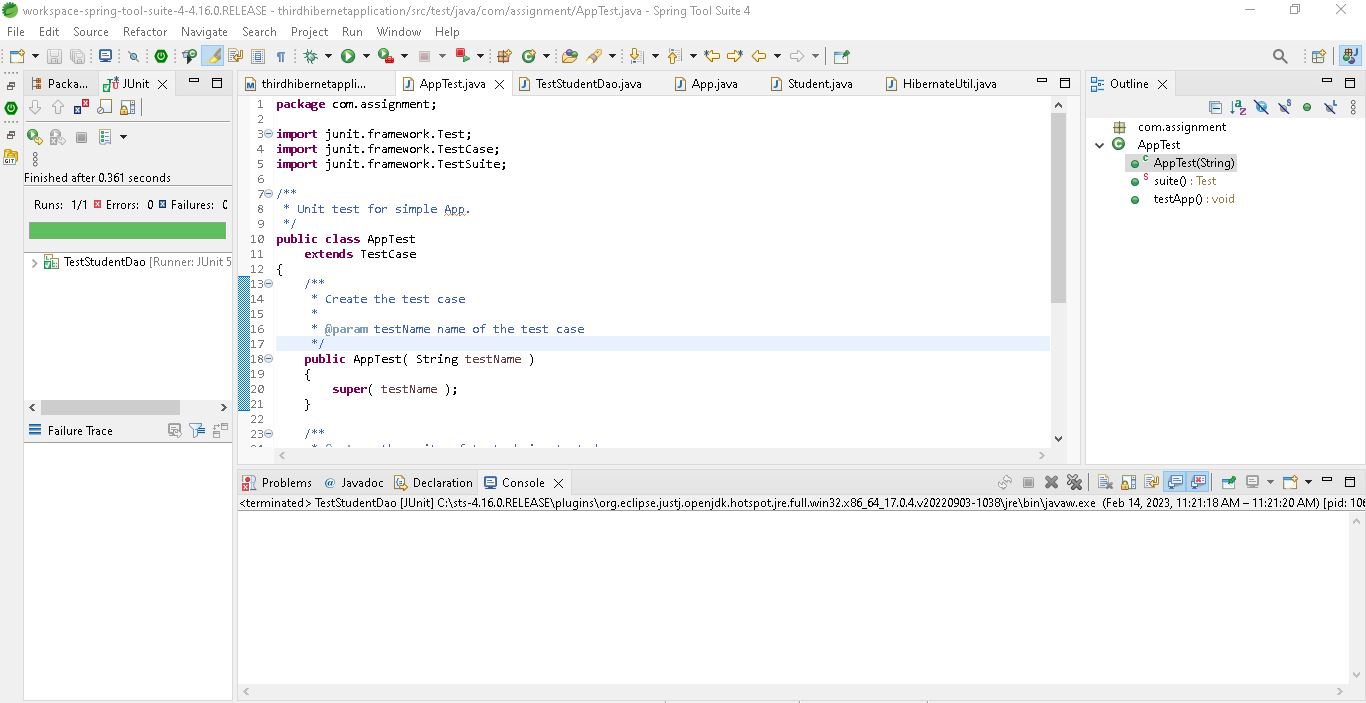 workspace-spring-tool-suite-4-4.16.0.RELEASE - thirdhibernetapplication/src/test/java/com/assignment/AppTest.java - Spring Tool Suite 4
File Edit Source Refactor Navigate Search Project Run Window Help
Packa... JUnit
Finished after 0.361 seconds
Runs: 1/1 Errors: 0 Failures: 0
TestStudentDao [Runner: JUnit 5
Failure Trace
thirdhibernetappli... AppTest.java TestStudentDao.java App.java Student.java HibernateUtil.java
1 package com.assignment;
2
3 import junit.framework.Test;
4 import junit.framework.TestCase;
5 import junit.framework.TestSuite;
6
7 /**
8 * Unit test for simple App.
9 */
10 public class AppTest
11 extends TestCase
12 {
13 /**
14 * Create the test case
15 *
16 * @param testName name of the test case
17 */
18 public AppTest( String testName )
19 {
20 super( testName );
21 }
22
23 /**
Outline
com.assignment
AppTest
AppTest(String)
suite() : Test
testApp() : void
Problems Javadoc Declaration Console
<terminated> TestStudentDao [JUnit] C:\sts-4.16.0.RELEASE\plugins\org.eclipse.justj.openjdk.hotspot.jre.full.win32.x86_64_17.0.4.v20220903-1038\jre\bin\javaw.exe (Feb 14, 2023, 11:21:18 AM – 11:21:20 AM) [pid: 106